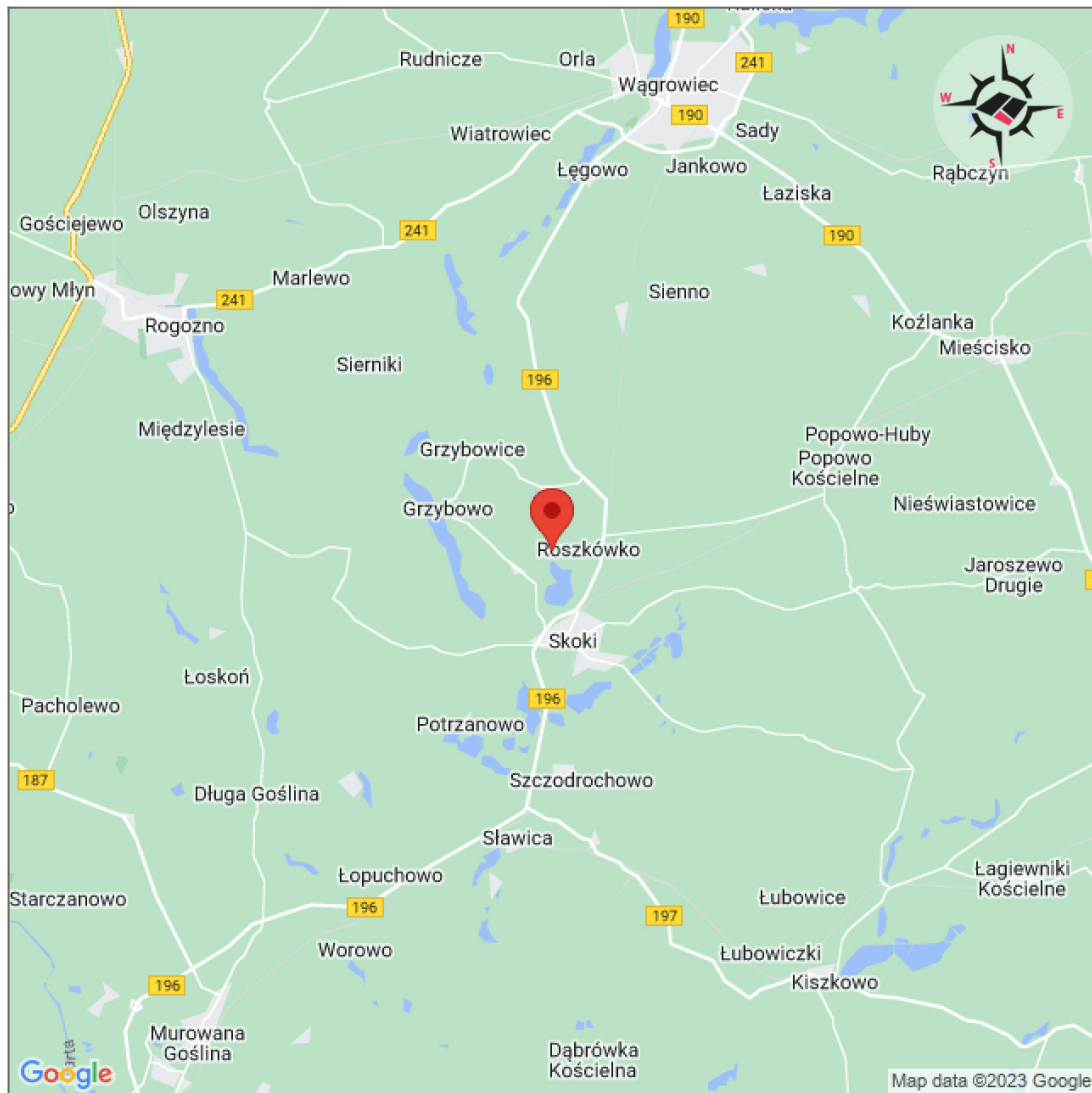 190
Rudnicze
Orla
241
Wągrowiec
N
W
E
S
190
Wiatrowiec
Sady
Łęgowo
Jankowo
Rąbczyn
Łaziska
Olszyna
Gościejewo
241
190
Marlewo
owy Młyn
241
Sienno
Rogozno
Koźlanka
Mieścisko
Sierniki
196
Międzylesie
Popowo-Huby
Grzybowice
Popowo
Kościelne
Grzybowo
Nieświastowice
Roszkówko
Jaroszewo
Drugie
Skoki
Łoskoń
196
Pacholewo
Potrzanowo
187
Szczodrochowo
Długa Goślina
Sławica
Łopuchowo
Łagiewniki
Kościelne
Starczanowo
Łubowice
196
197
Worowo
Łubowiczki
196
Kiszkowo
Murowana
Goślina
Dąbrówka
Kościelna
Google
Map data ©2023 Google